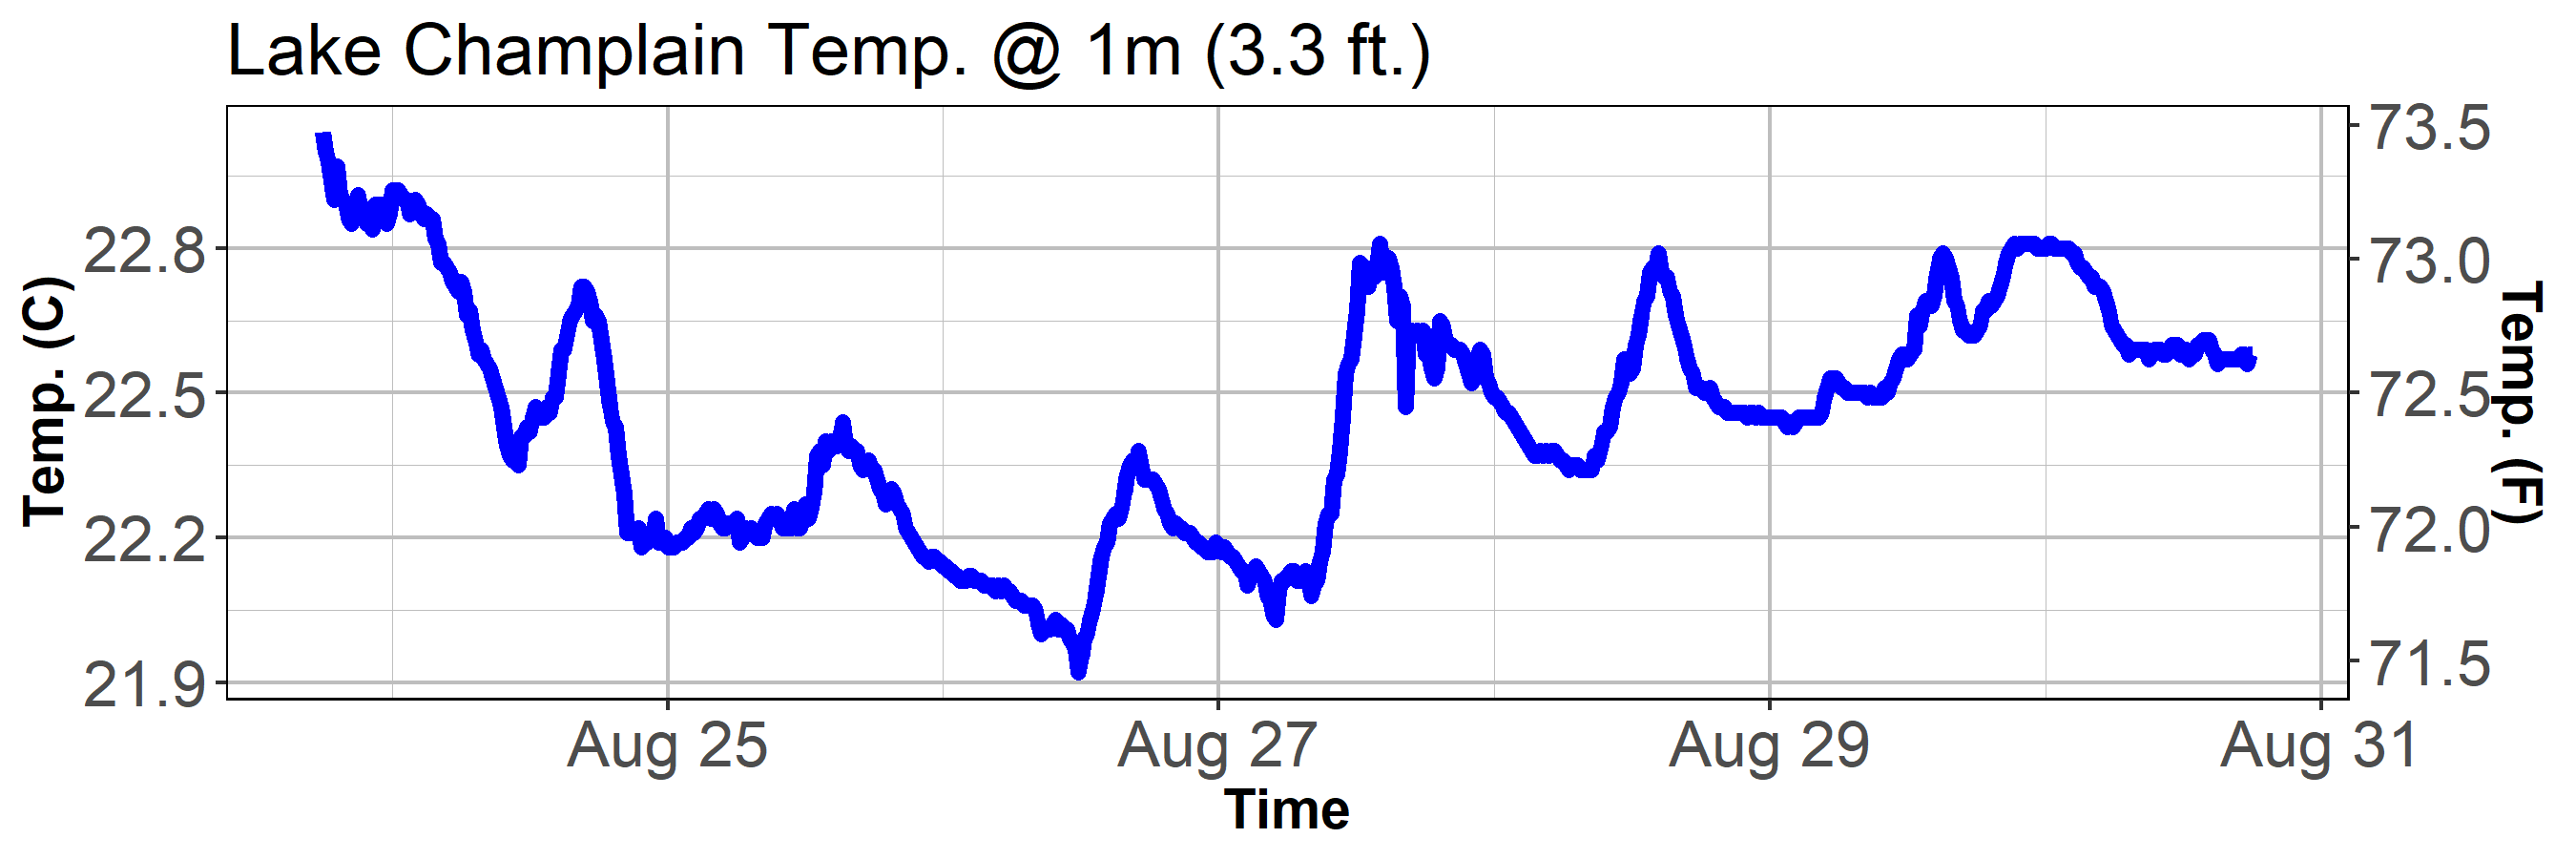 Lake Champlain Temp. @ 1m (3.3 ft.)
Temp. (C)
22.8
22.5
22.2
21.9
73.5
73.0
72.5
72.0
71.5
Temp. (F)
Aug 25
Aug 27
Aug 29
Aug 31
Time